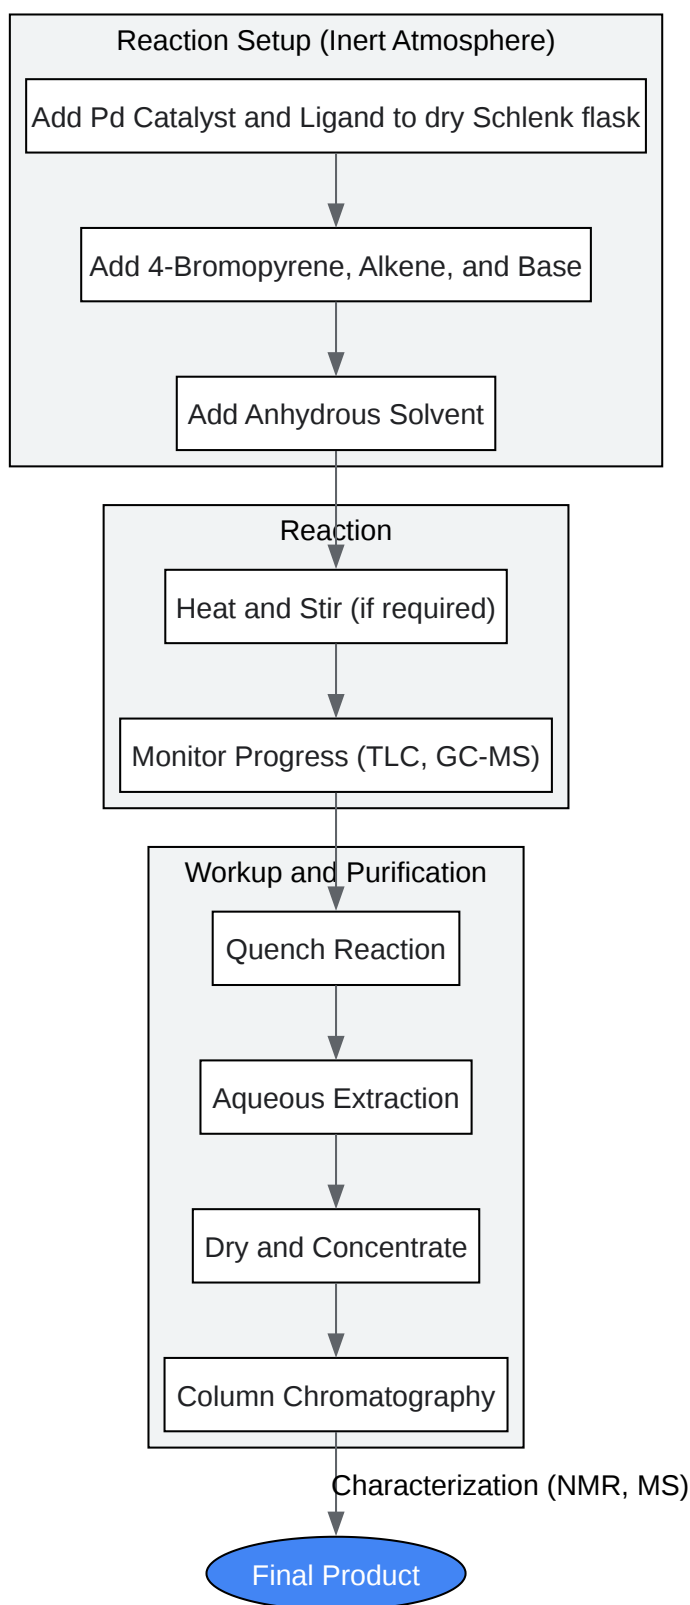 Reaction Setup (Inert Atmosphere)
Add Pd Catalyst and Ligand to dry Schlenk flask
Add 4-Bromopyrene, Alkene, and Base
Add Anhydrous Solvent
Reaction
Heat and Stir (if required)
Monitor Progress (TLC, GC-MS)
Workup and Purification
Quench Reaction
Aqueous Extraction
Dry and Concentrate
Column Chromatography
Characterization (NMR, MS)
Final Product